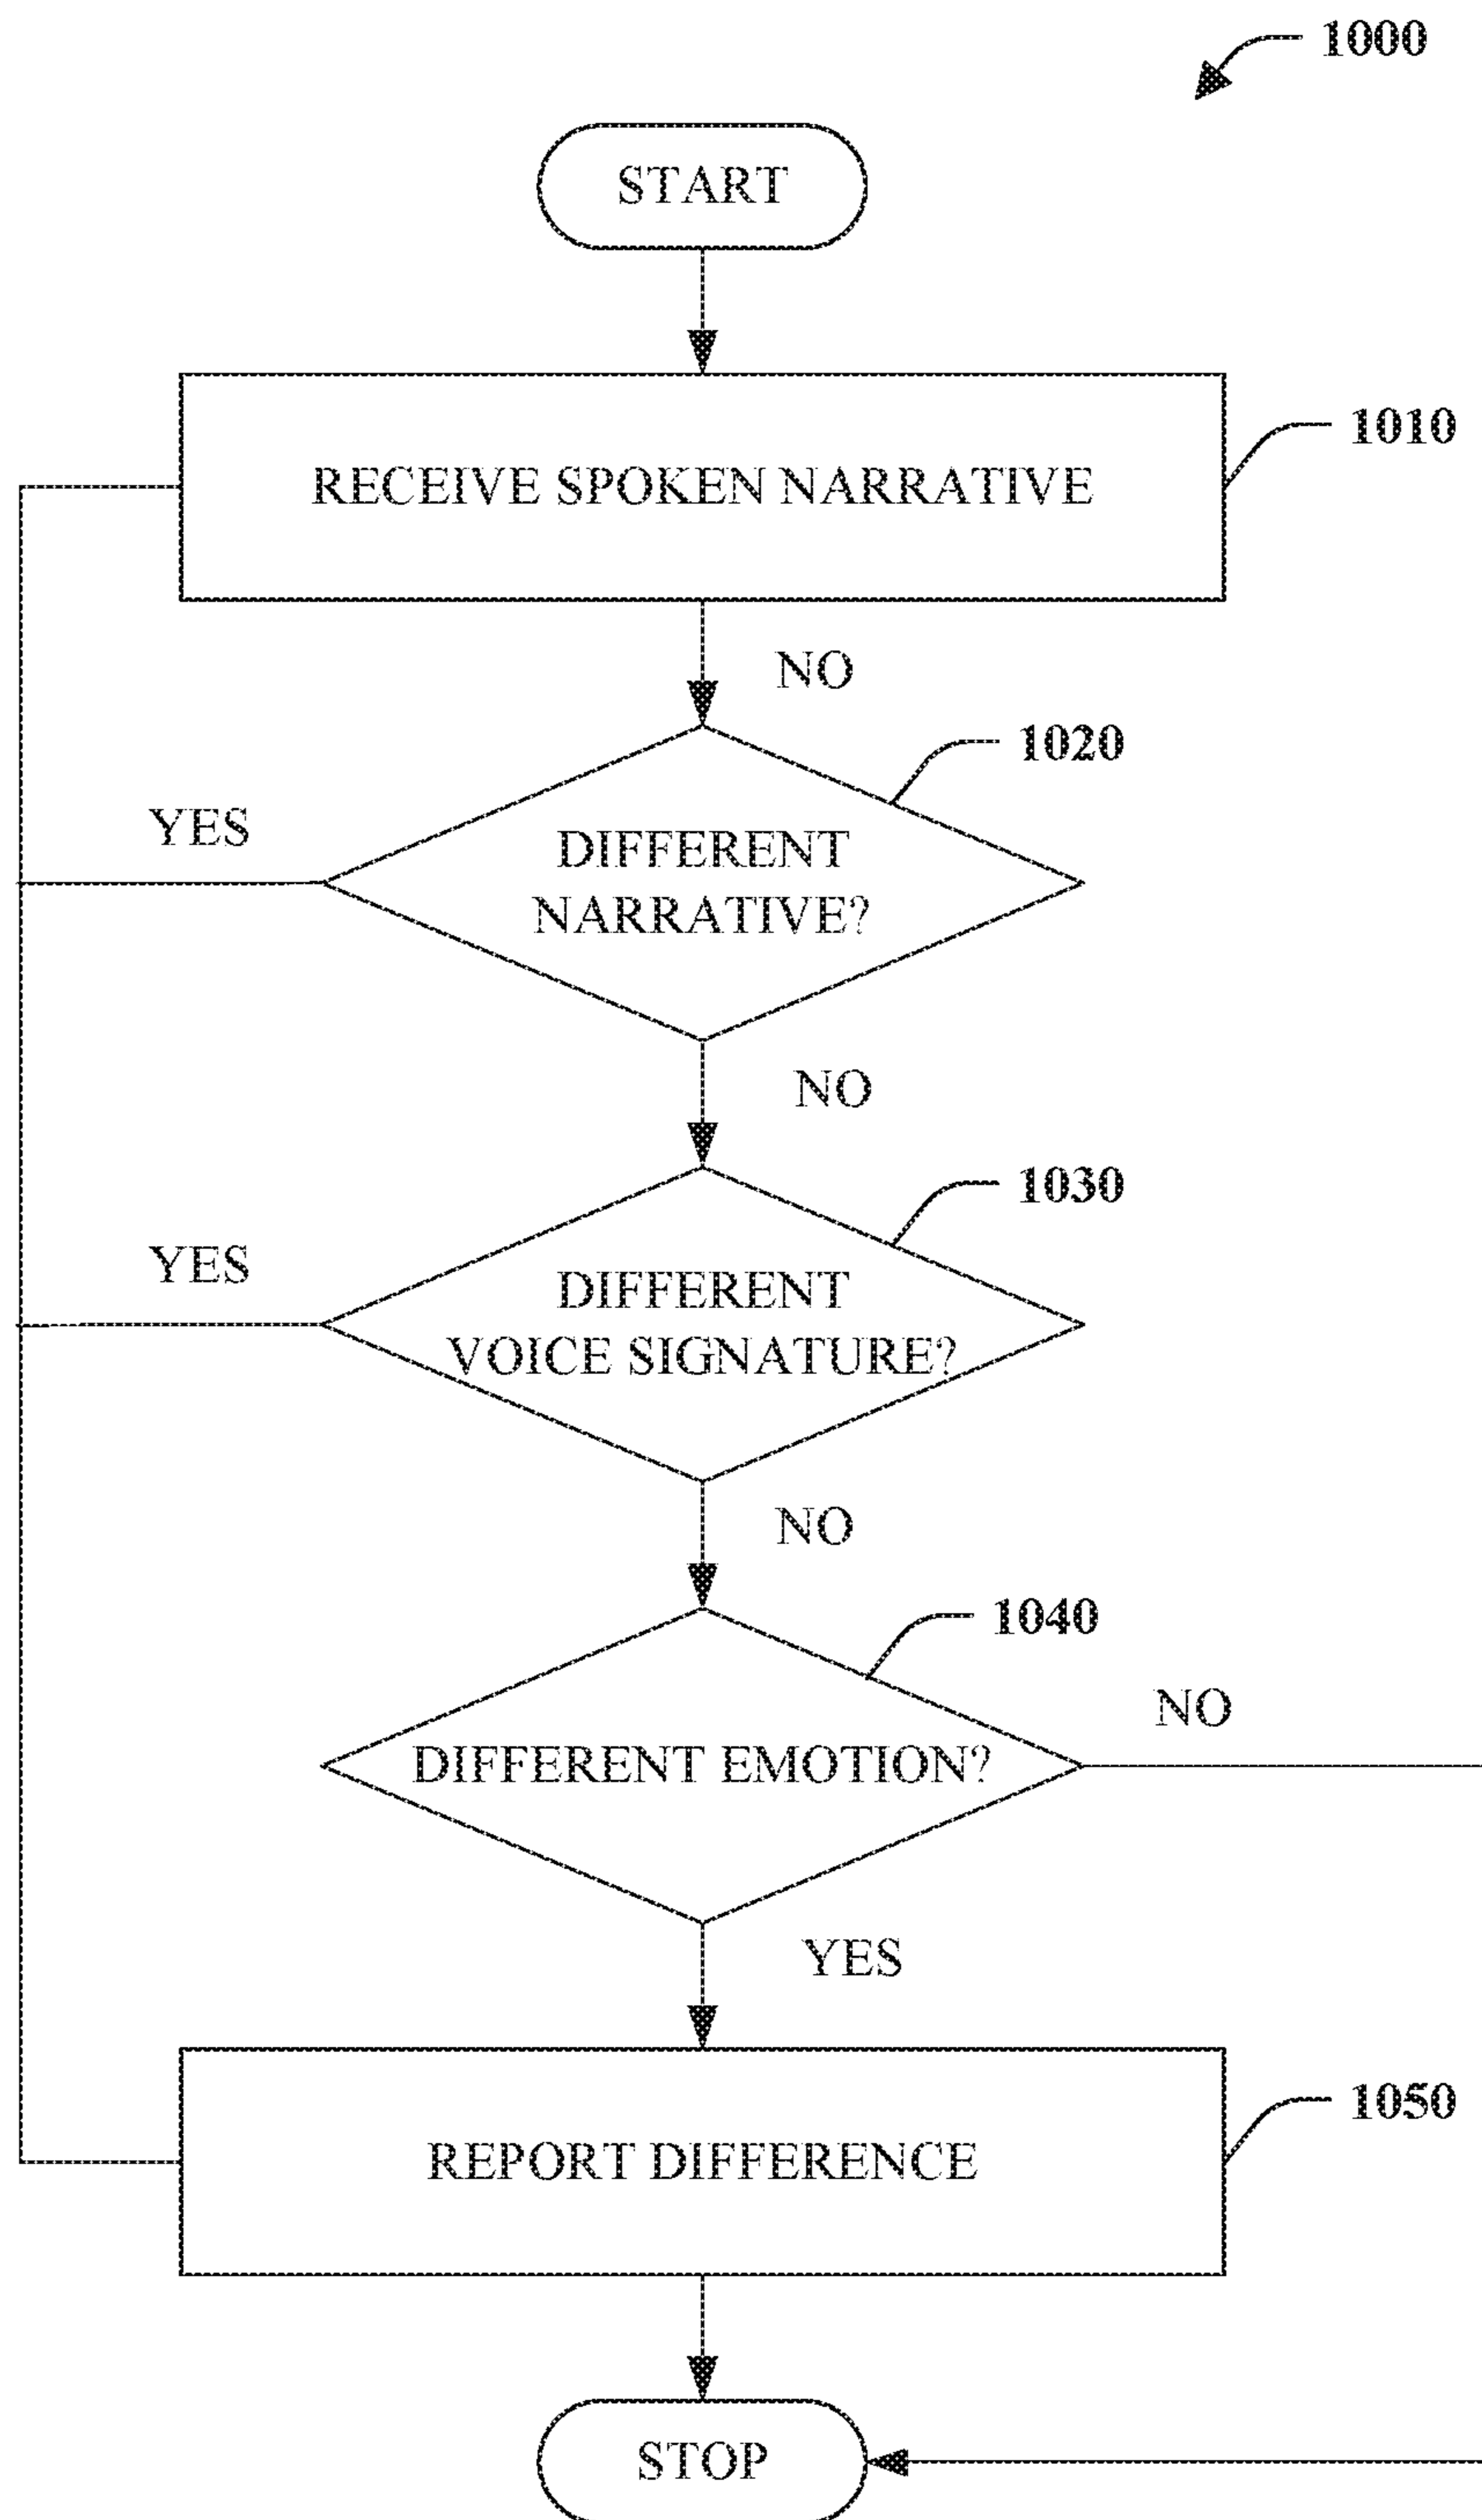 1000
START
RECEIVE SPOKEN NARRATIVE
1010
NO
1020
YES
DIFFERENT
NARRATIVE?
NO
1030
YES
DIFFERENT
VOICE SIGNATURE?
NO
1040
NO
DIFFERENT EMOTION?
YES
1050
REPORT DIFFERENCE
STOP